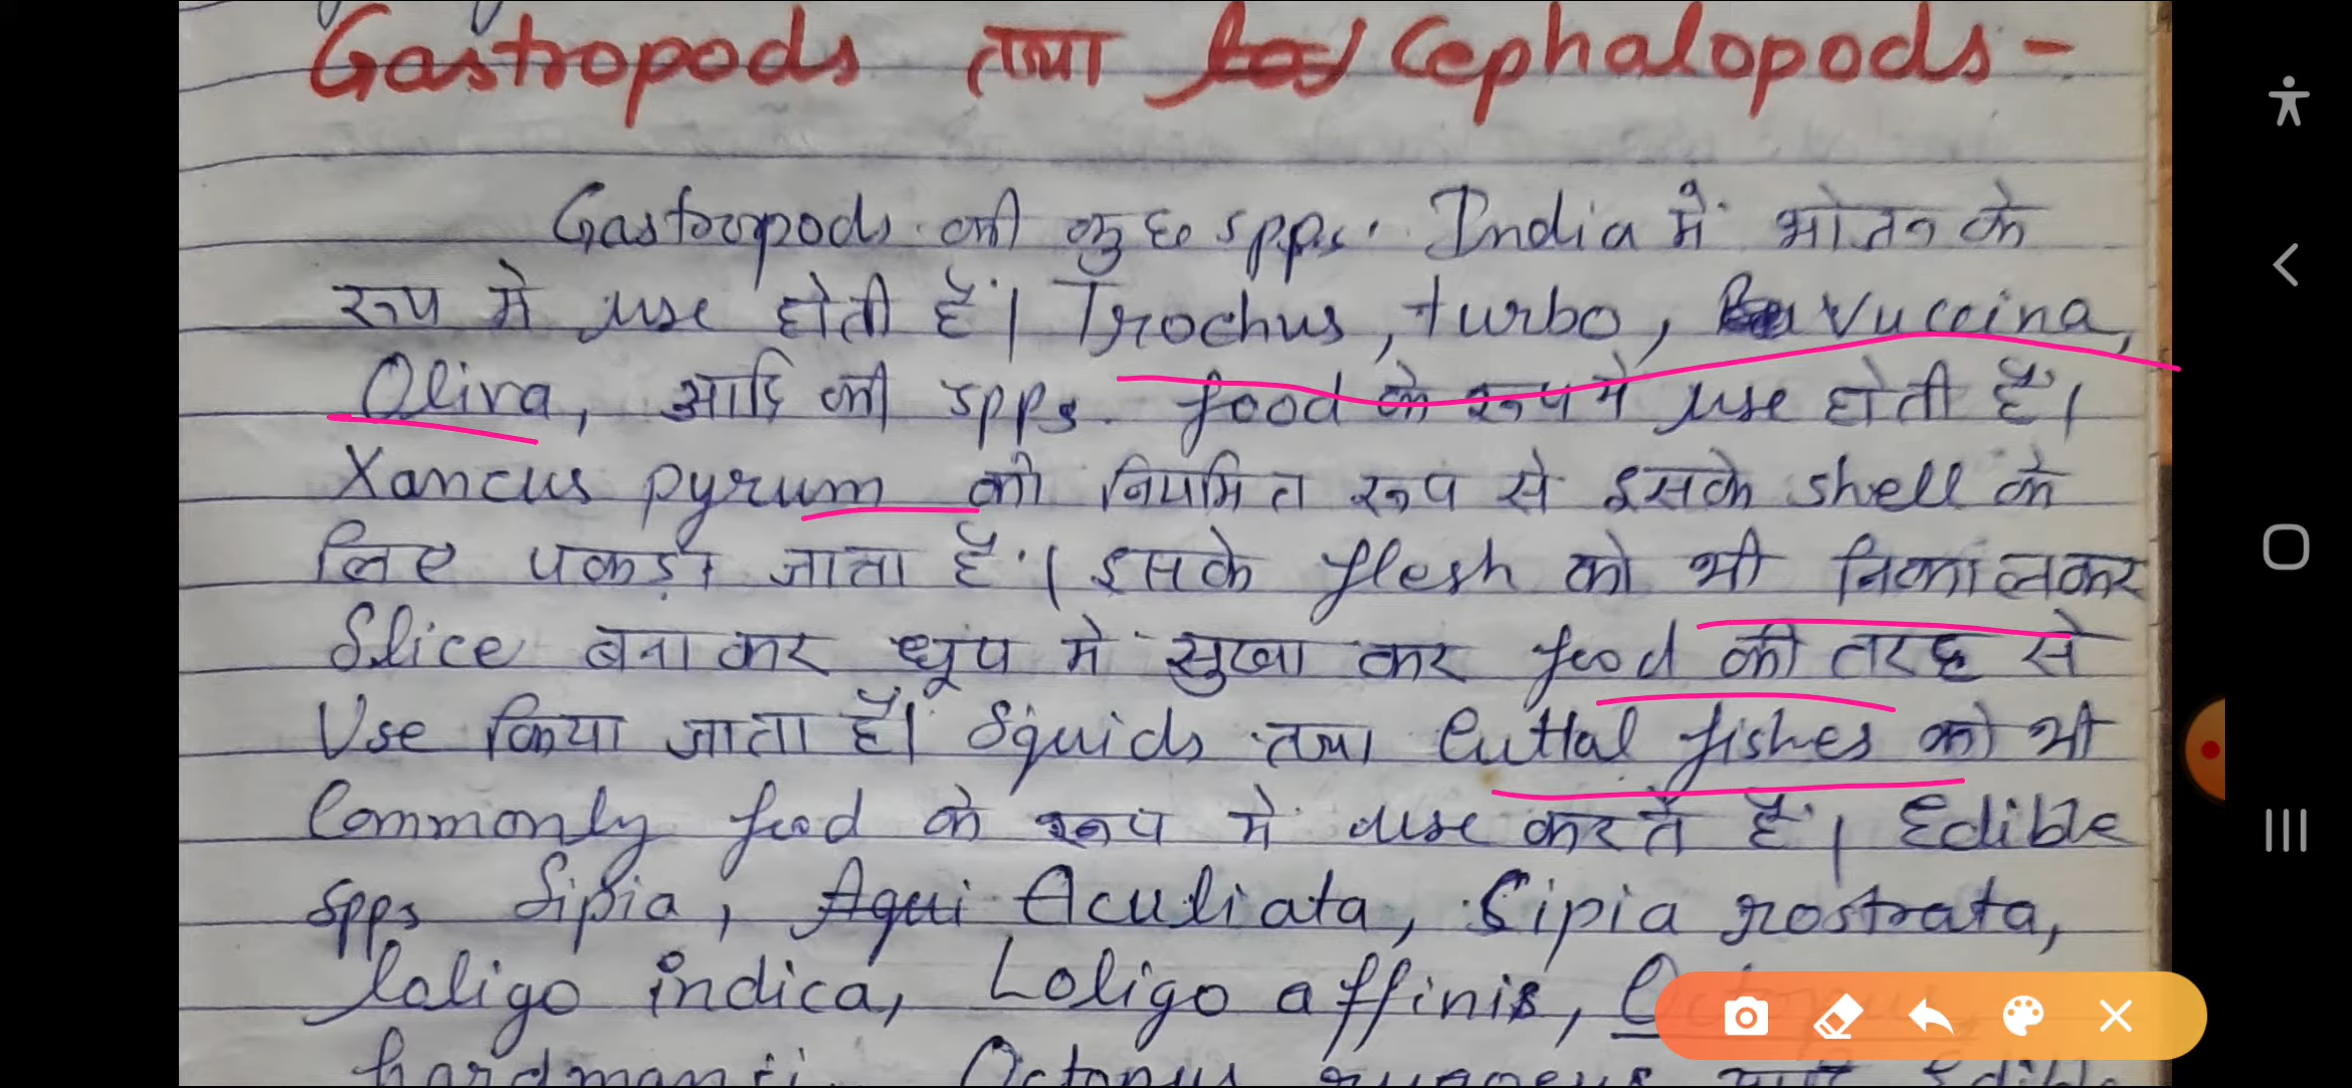 Gastropods तथा Cephalopods -
Gastropods की कुछ spps. India में भोजन के
रूप मे use होती हैं। Trochus, turbo, Vuccina,
Oliva, आदि की spps. food के रूप मे use होती हैं।
Xancus pyrum को नियमित रूप से इसके shell के
लिए पकड़ा जाता हैं। इसके flesh को भी निकालकर
Slice बनाकर धूप मे सुखा कर food की तरह से
Use किया जाता हैं। Squids तथा Cuttal fishes को भी
Commonly food के रूप मे use करते हैं। Edible
spps Sipia, Aqui Aculiata, Sipia rostrata,
Loligo indica, Loligo affinis,
Octopus